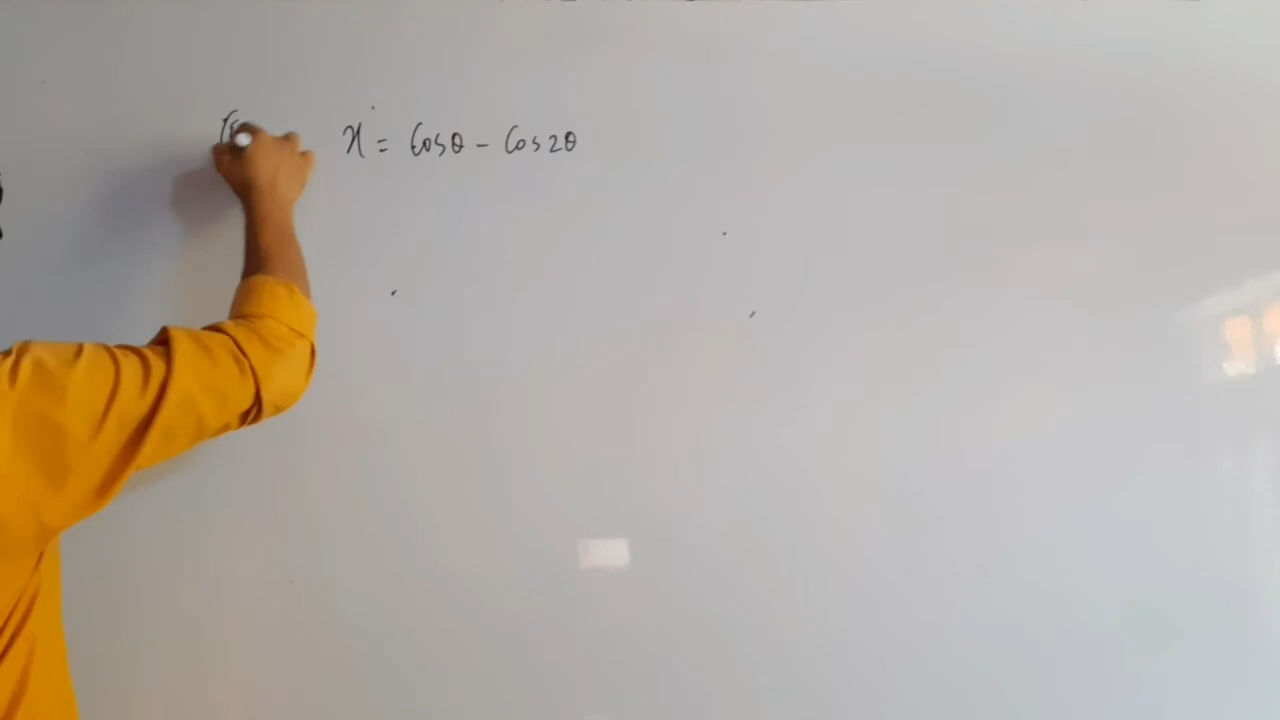 x = Cosθ - Cos2θ